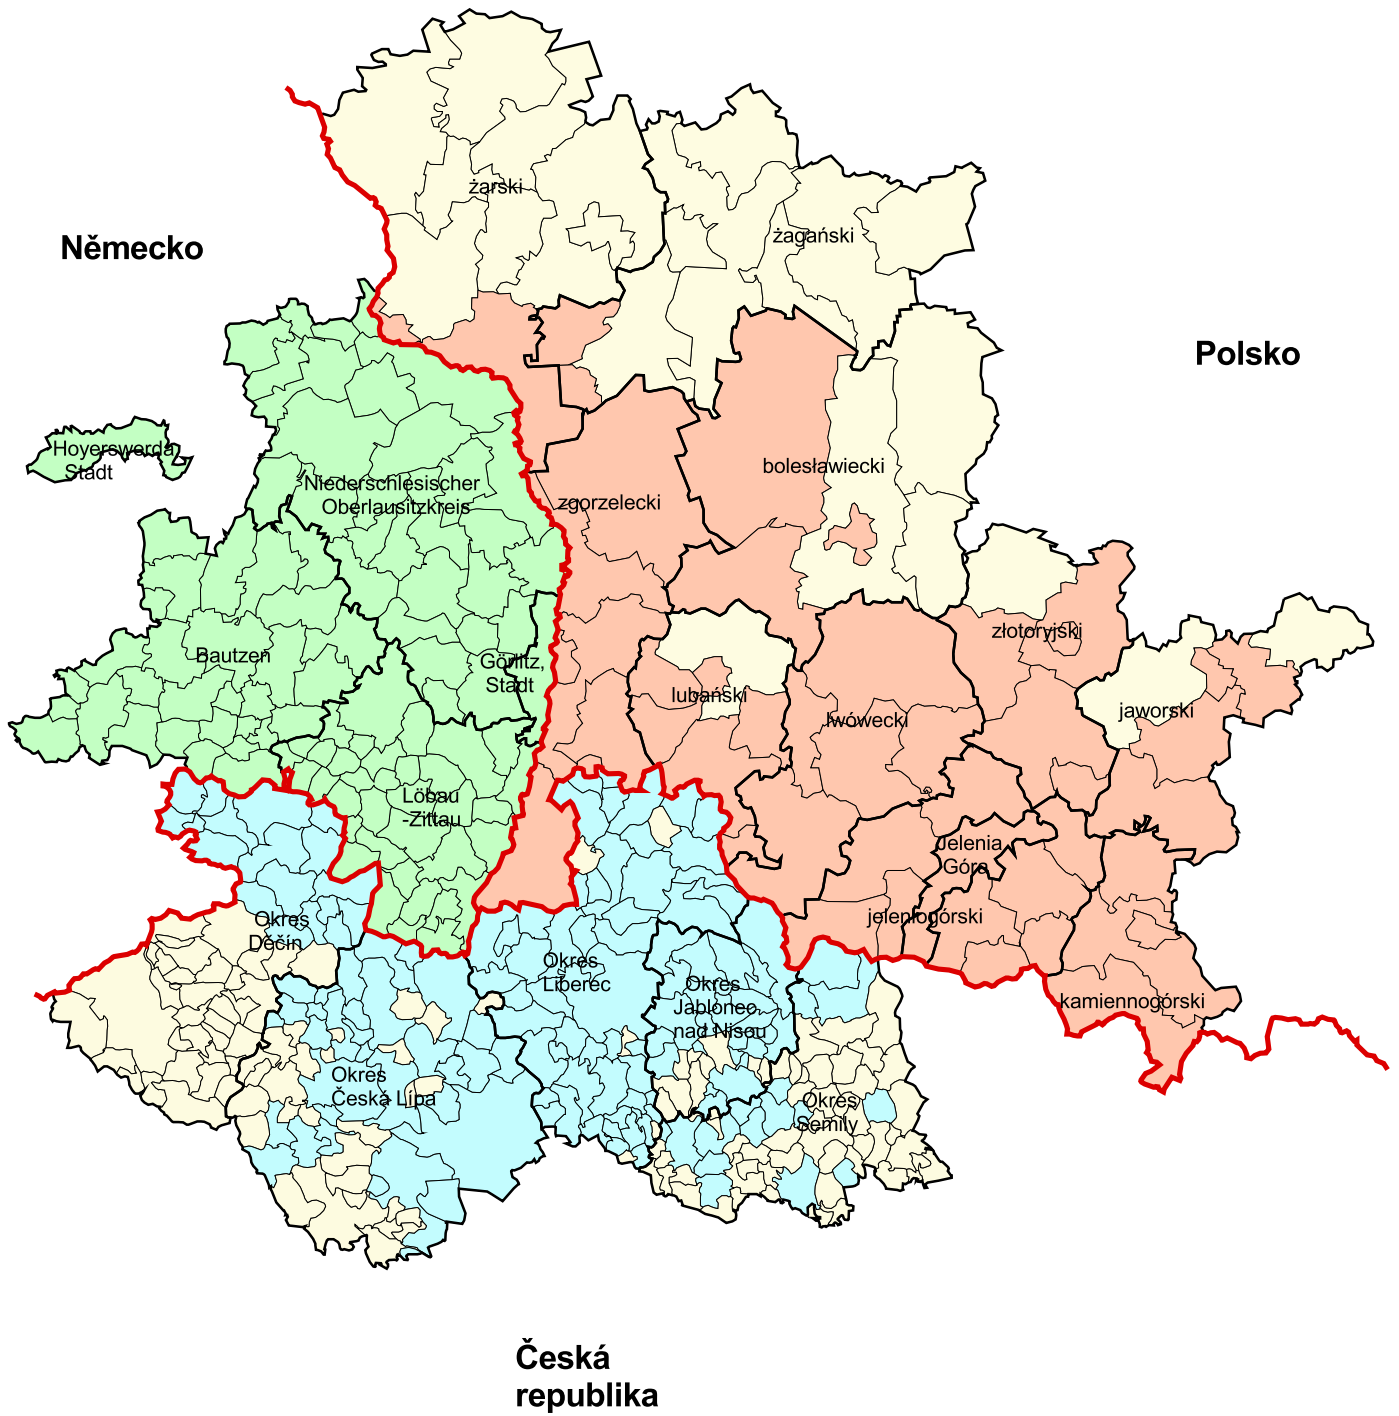 żarski
żagański
Německo
Polsko
Hoyerswerda,
Stadt
bolesławiecki
Niederschlesischer
Oberlausitzkreis
zgorzelecki
złotoryjski
Bautzen
Görlitz,
Stadt
lubański
lwówecki
jaworski
Löbau
-Zittau
Jelenia
Góra
jeleniogórski
Okres
Děčín
Okres
Liberec
Okres
Jablonec
nad Nisou
kamiennogórski
Okres
Česká Lípa
Okres
Semily
Česká
republika